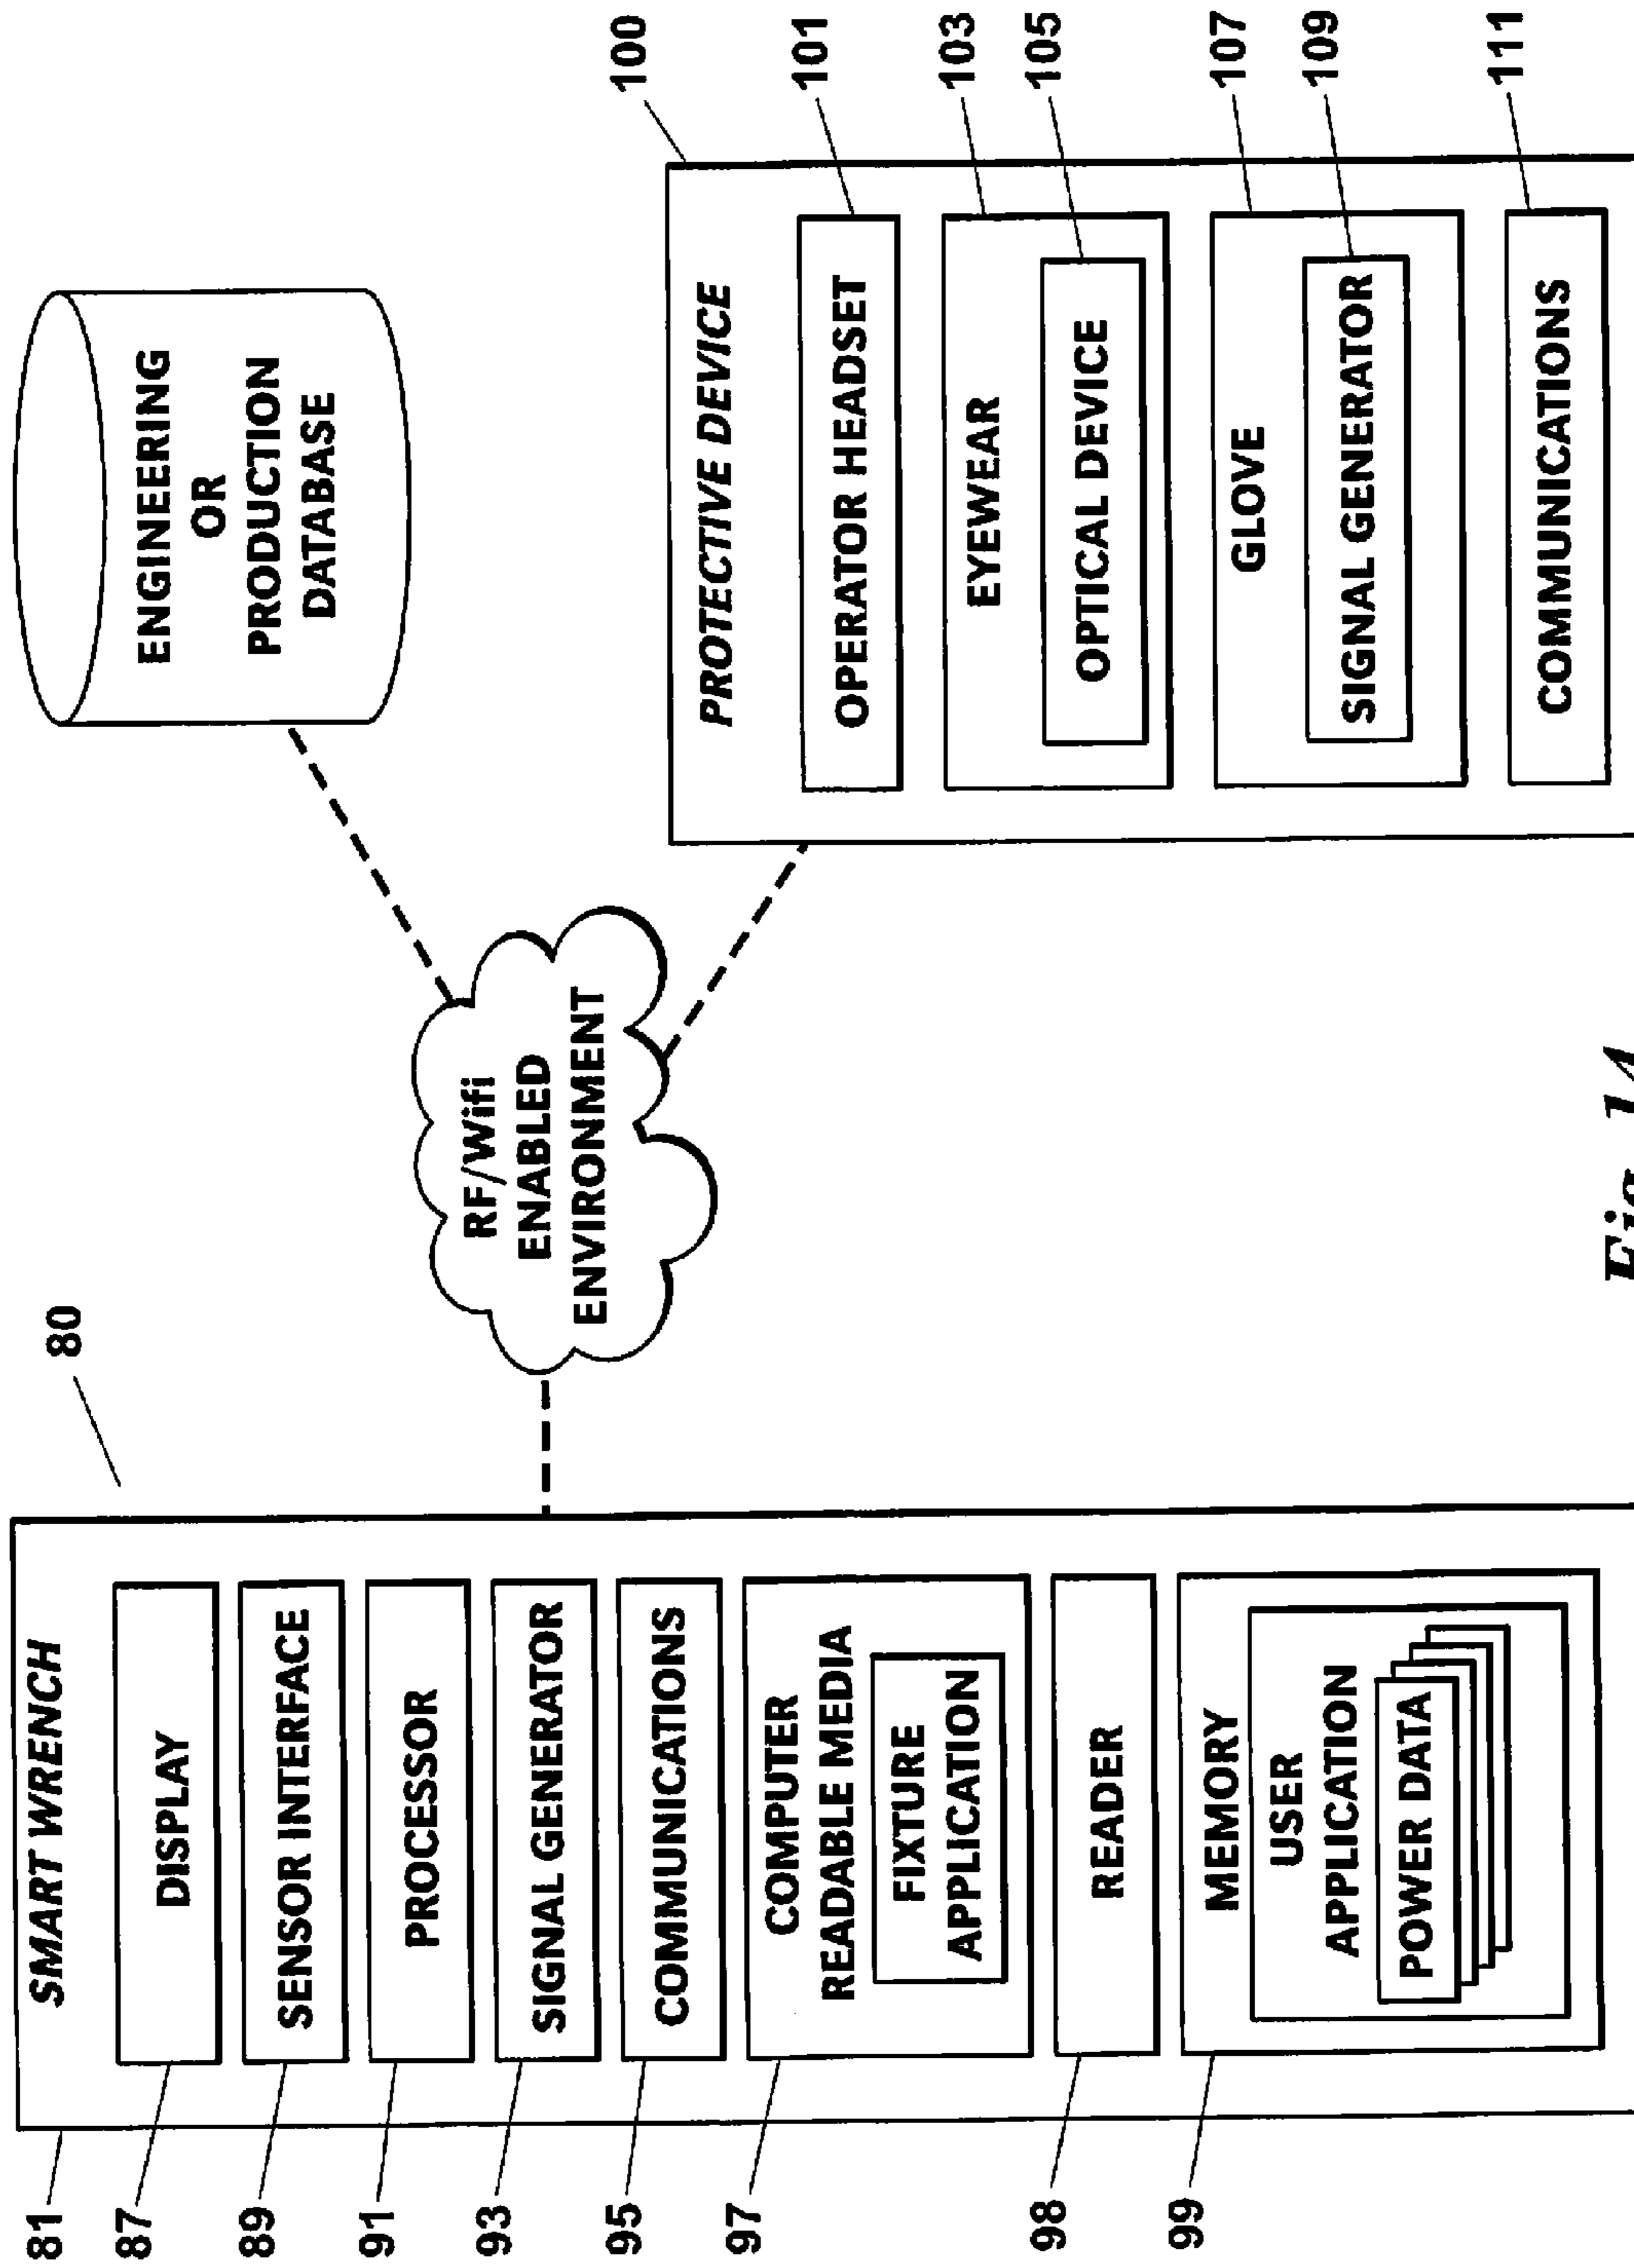 80
81
SMART WRENCH
87
DISPLAY
89
SENSOR INTERFACE
91
PROCESSOR
93
SIGNAL GENERATOR
95
COMMUNICATIONS
97
COMPUTER
READABLE MEDIA
FIXTURE
APPLICATION
98
READER
99
MEMORY
USER
APPLICATION
POWER DATA
RF/Wifi
ENABLED
ENVIRONMENT
ENGINEERING
OR
PRODUCTION
DATABASE
100
PROTECTIVE DEVICE
101
OPERATOR HEADSET
103
EYEWEAR
105
OPTICAL DEVICE
107
GLOVE
109
SIGNAL GENERATOR
111
COMMUNICATIONS
Fig. 14